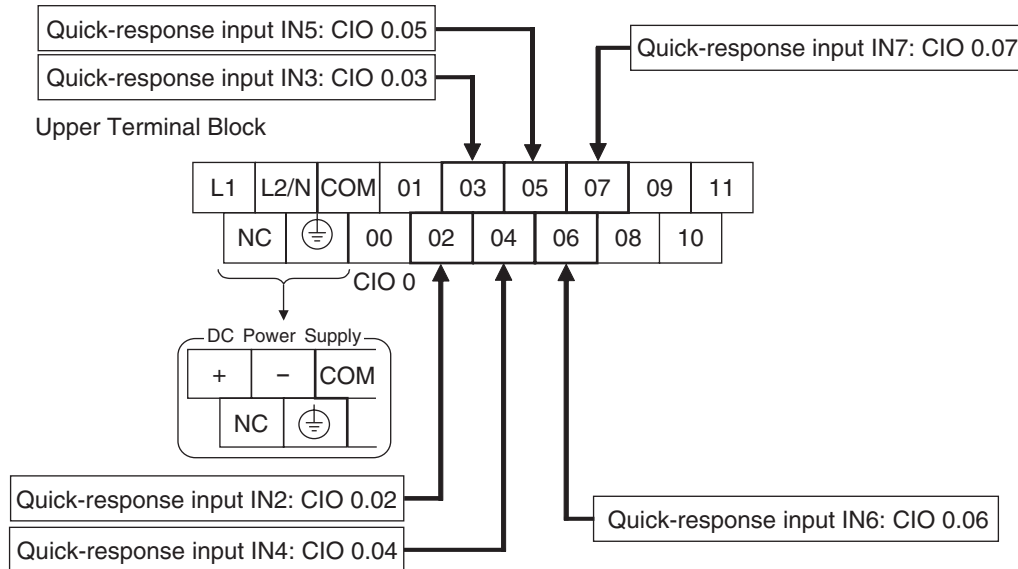 Quick-response input IN5: CIO 0.05
Quick-response input IN3: CIO 0.03
Quick-response input IN7: CIO 0.07
Upper Terminal Block
L1 L2/N COM 01 03 05 07 09 11
NC 00 02 04 06 08 10
CIO 0
DC Power Supply
+ − COM
NC
Quick-response input IN2: CIO 0.02
Quick-response input IN4: CIO 0.04
Quick-response input IN6: CIO 0.06